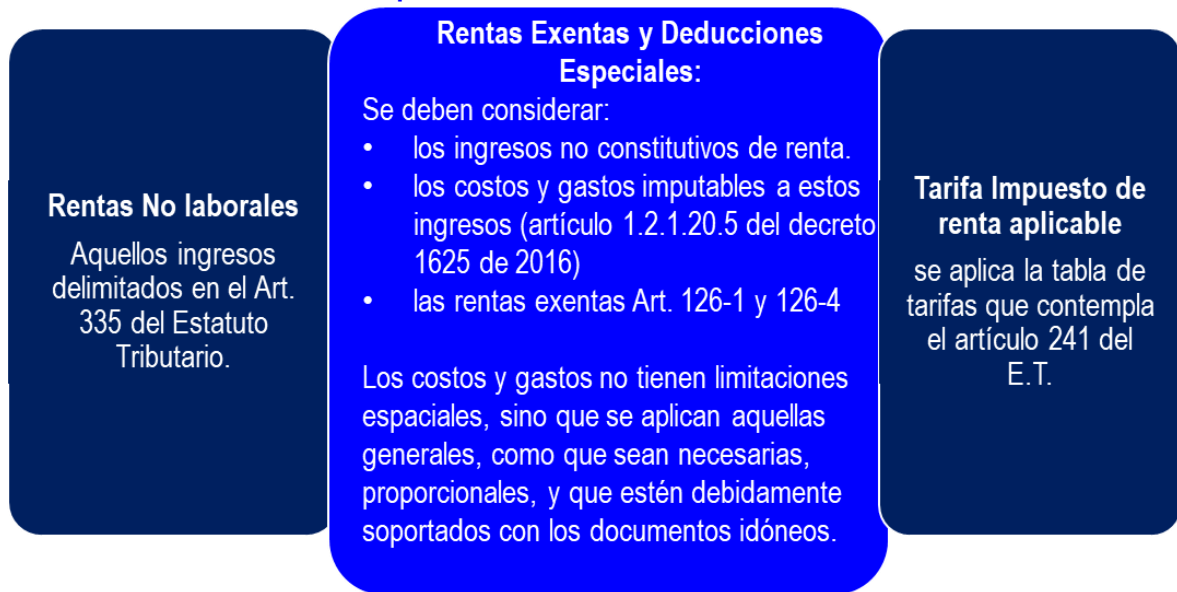 Rentas No laborales
Aquellos ingresos
delimitados en el Art.
335 del Estatuto
Tributario.
Rentas Exentas y Deducciones
Especiales:
Se deben considerar:
• los ingresos no constitutivos de renta.
• los costos y gastos imputables a estos
ingresos (artículo 1.2.1.20.5 del decreto
1625 de 2016)
• las rentas exentas Art. 126-1 y 126-4
Los costos y gastos no tienen limitaciones
espaciales, sino que se aplican aquellas
generales, como que sean necesarias,
proporcionales, y que estén debidamente
soportados con los documentos idóneos.
Tarifa Impuesto de
renta aplicable
se aplica la tabla de
tarifas que contempla
el artículo 241 del
E.T.